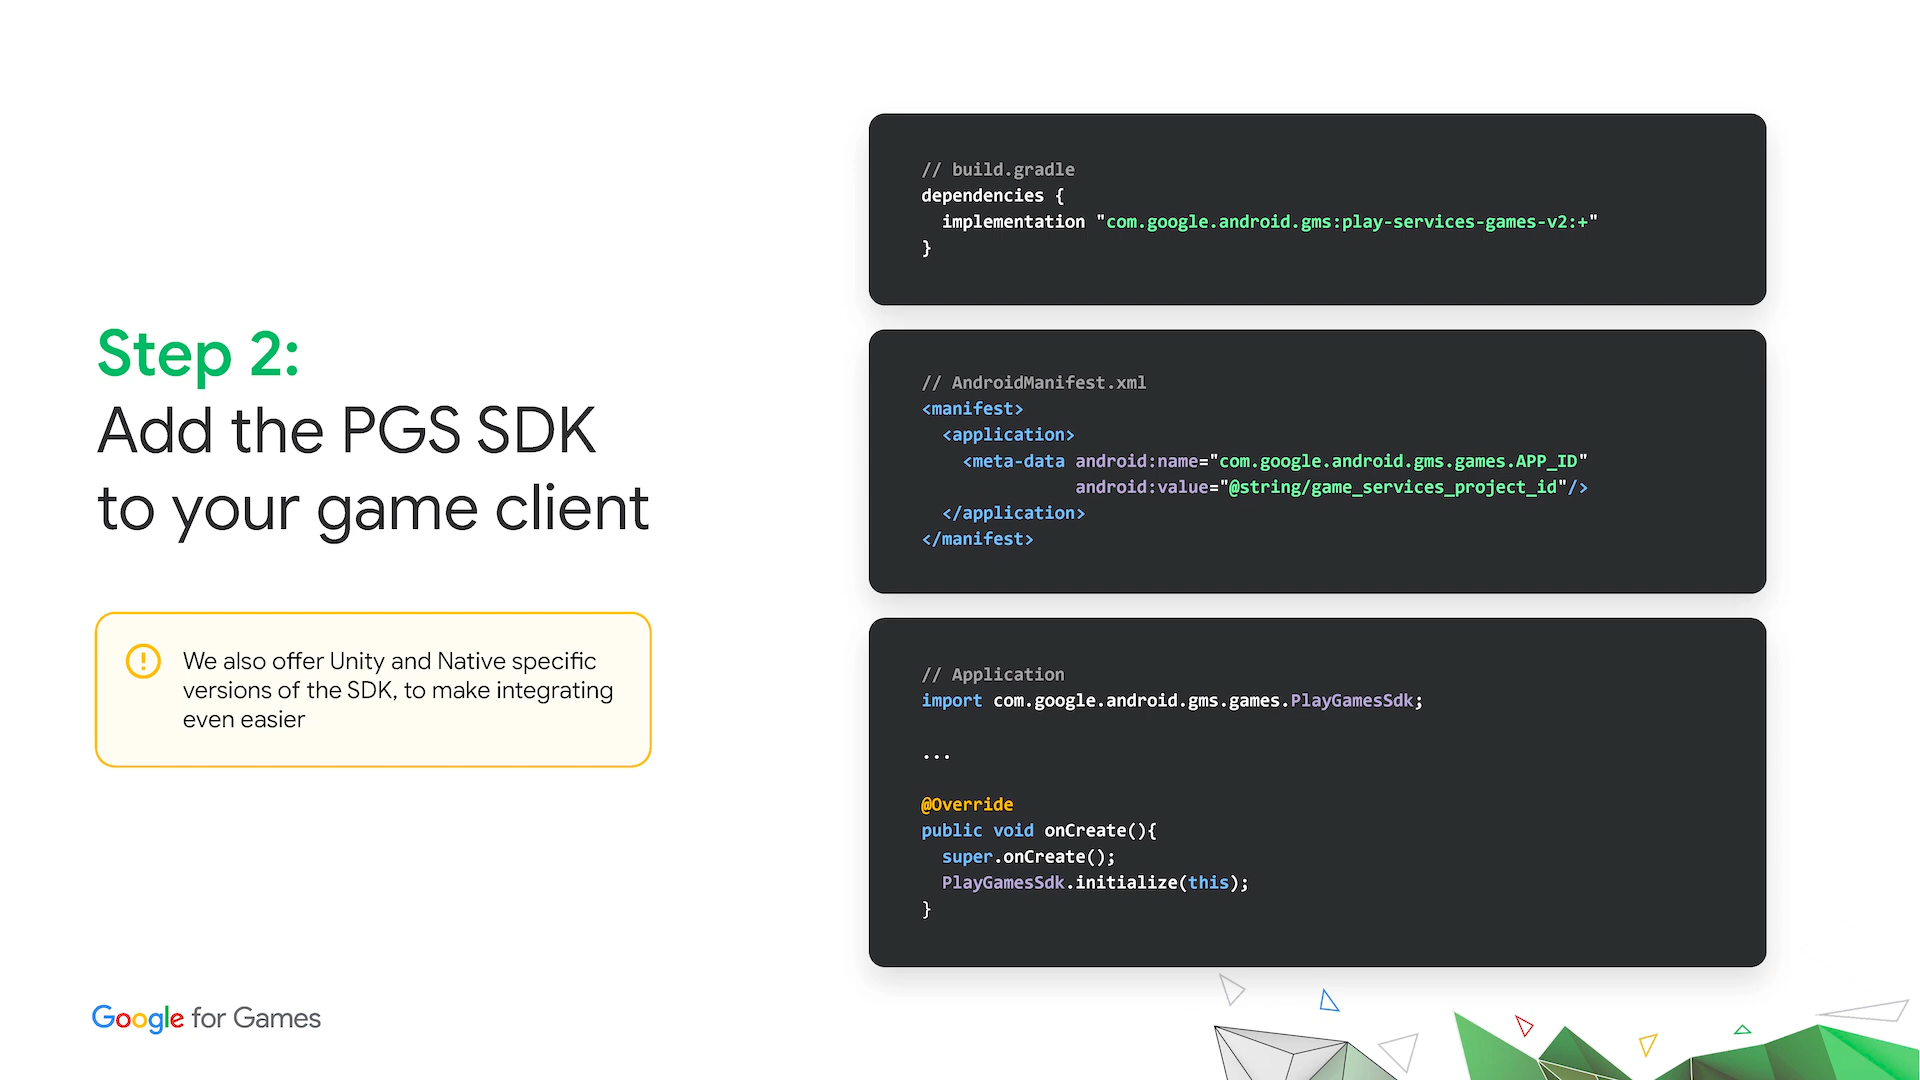 Step 2:
Add the PGS SDK
to your game client
We also offer Unity and Native specific
versions of the SDK, to make integrating
even easier
Google for Games
// build.gradle
dependencies {
  implementation "com.google.android.gms:play-services-games-v2:+"
}
// AndroidManifest.xml
<manifest>
  <application>
    <meta-data android:name="com.google.android.gms.games.APP_ID"
               android:value="@string/game_services_project_id"/>
  </application>
</manifest>
// Application
import com.google.android.gms.games.PlayGamesSdk;
...
@Override
public void onCreate(){
  super.onCreate();
  PlayGamesSdk.initialize(this);
}